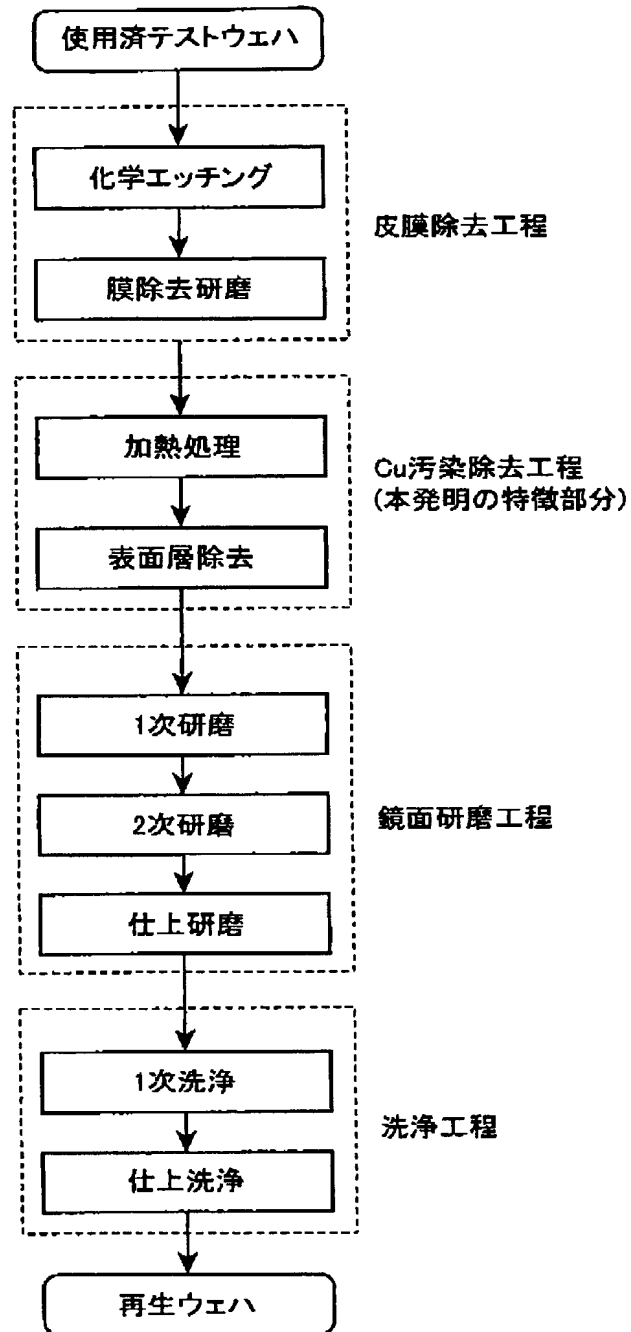 使用済テストウェハ
化学エッチング
膜除去研磨
皮膜除去工程
加熱処理
表面層除去
Cu汚染除去工程
(本発明の特徴部分)
1次研磨
2次研磨
仕上研磨
鏡面研磨工程
1次洗浄
仕上洗浄
洗浄工程
再生ウェハ